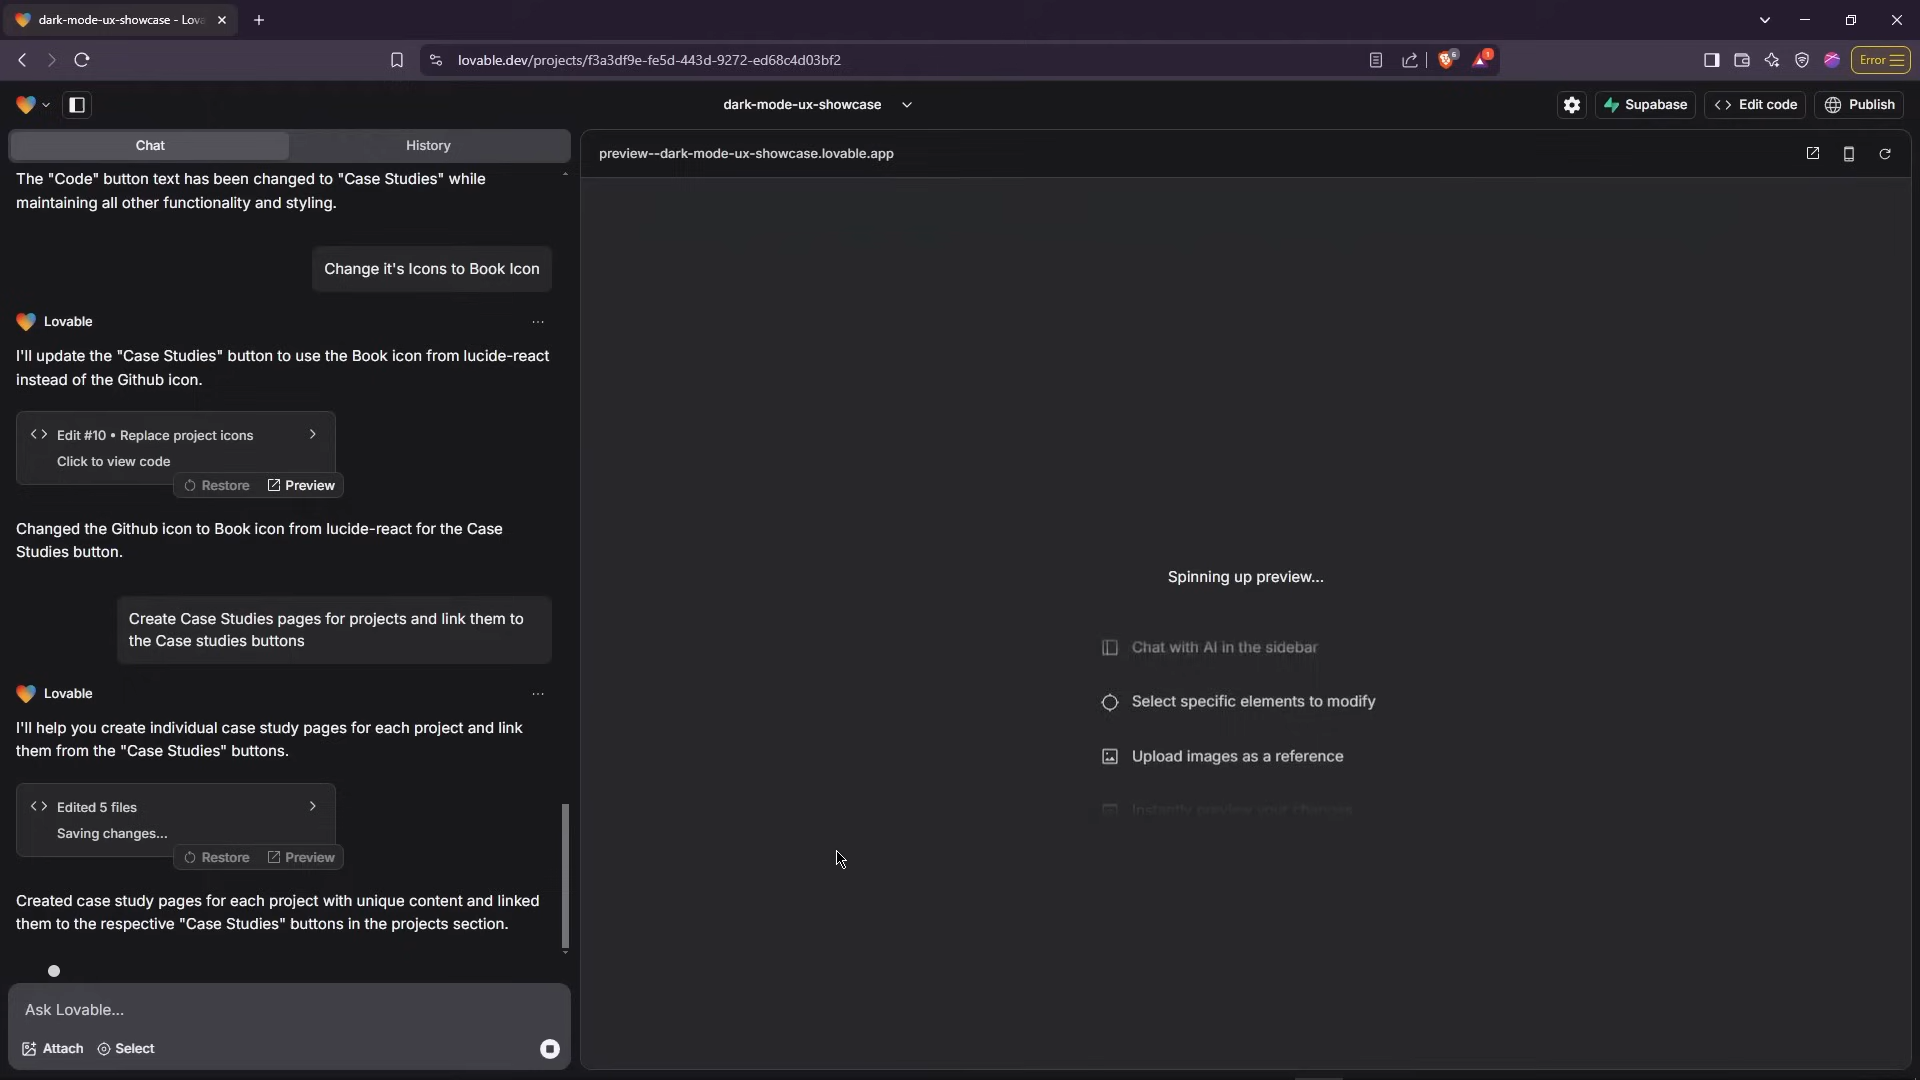 dark-mode-ux-showcase - Lova
lovable.dev/projects/f3a3df9e-fe5d-443d-9272-ed68c4d03bf2
6
1
Error
dark-mode-ux-showcase
Supabase
Edit code
Publish
Chat
History
preview--dark-mode-ux-showcase.lovable.app
The "Code" button text has been changed to "Case Studies" while
maintaining all other functionality and styling.
Change it's Icons to Book Icon
Lovable
I'll update the "Case Studies" button to use the Book icon from lucide-react
instead of the Github icon.
Edit #10 • Replace project icons
Click to view code
Restore
Preview
Changed the Github icon to Book icon from lucide-react for the Case
Studies button.
Create Case Studies pages for projects and link them to
the Case studies buttons
Lovable
I'll help you create individual case study pages for each project and link
them from the "Case Studies" buttons.
Edited 5 files
Saving changes...
Restore
Preview
Created case study pages for each project with unique content and linked
them to the respective "Case Studies" buttons in the projects section.
Ask Lovable...
Attach
Select
Spinning up preview...
Chat with AI in the sidebar
Select specific elements to modify
Upload images as a reference
Instantly preview your changes